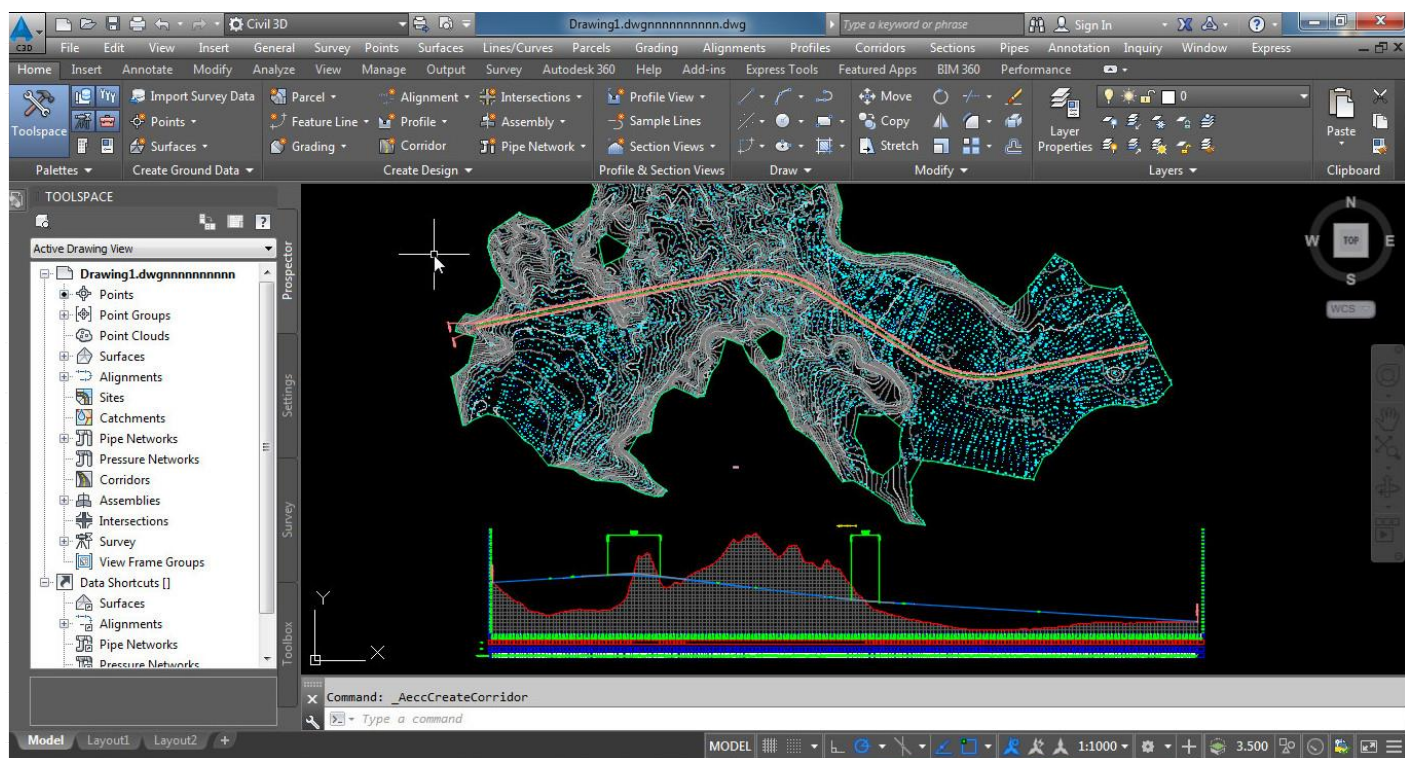 Civil 3D Drawing1.dwgnnnnnnnnnn.dwg Type a keyword or phrase Sign In
C3D File Edit View Insert General Survey Points Surfaces Lines/Curves Parcels Grading Alignments Profiles Corridors Sections Pipes Annotation Inquiry Window Express
Home Insert Annotate Modify Analyze View Manage Output Survey Autodesk 360 Help Add-ins Express Tools Featured Apps BIM 360 Performance
Import Survey Data Parcel Alignment Intersections Profile View Move 0
Toolspace Points Feature Line Profile Assembly Sample Lines Copy Layer Properties Paste
Surfaces Grading Corridor Pipe Network Section Views Stretch
Palettes Create Ground Data Create Design Profile & Section Views Draw Modify Layers Clipboard
TOOLSPACE
Active Drawing View
Drawing1.dwgnnnnnnnnnn
Points
Point Groups
Point Clouds
Surfaces
Alignments
Sites
Catchments
Pipe Networks
Pressure Networks
Corridors
Assemblies
Intersections
Survey
View Frame Groups
Data Shortcuts []
Surfaces
Alignments
Pipe Networks
Pressure Networks
Prospector
Settings
Survey
Toolbox
N
W TOP E
S
WCS
Y
X
Command: _AeccCreateCorridor
Type a command
Model Layout1 Layout2 + MODEL 1:1000 3.500